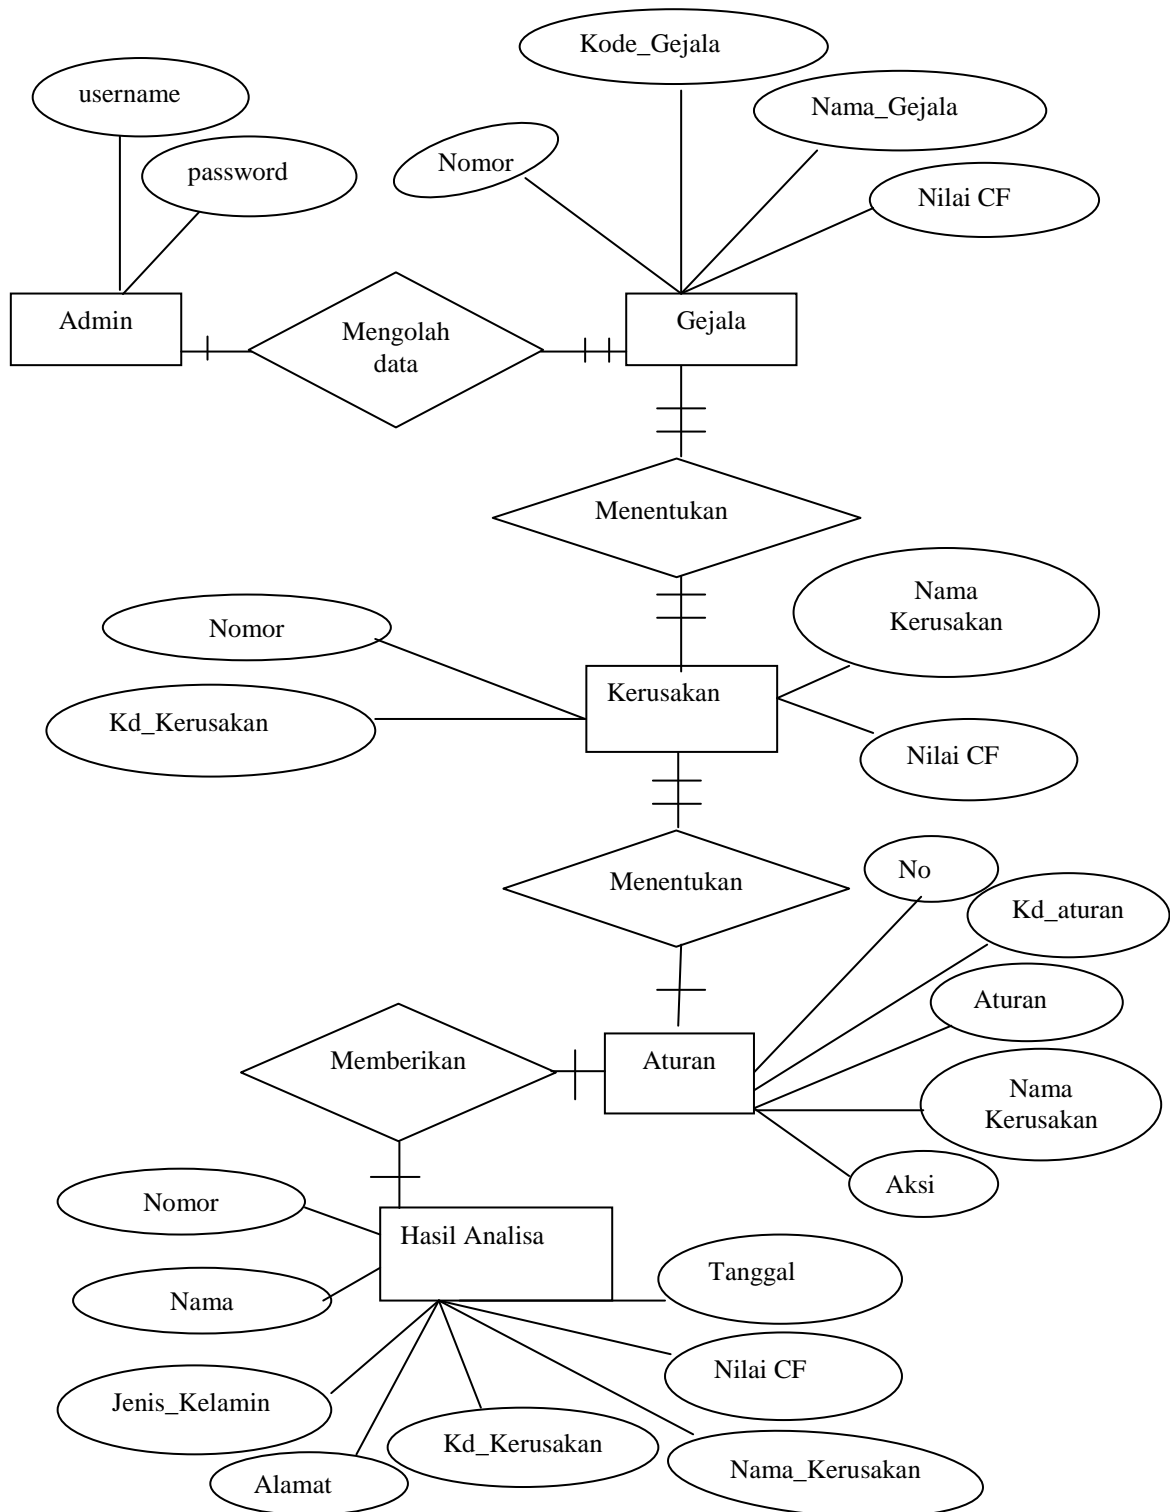 Kode_Gejala
username
Nama_Gejala
Nomor
password
Nilai CF
Admin
Mengolah
data
Gejala
Menentukan
Nama
Kerusakan
Nomor
Kerusakan
Kd_Kerusakan
Nilai CF
Menentukan
No
Kd_aturan
Aturan
Memberikan
Aturan
Nama
Kerusakan
Aksi
Nomor
Hasil Analisa
Tanggal
Nama
Nilai CF
Jenis_Kelamin
Kd_Kerusakan
Nama_Kerusakan
Alamat